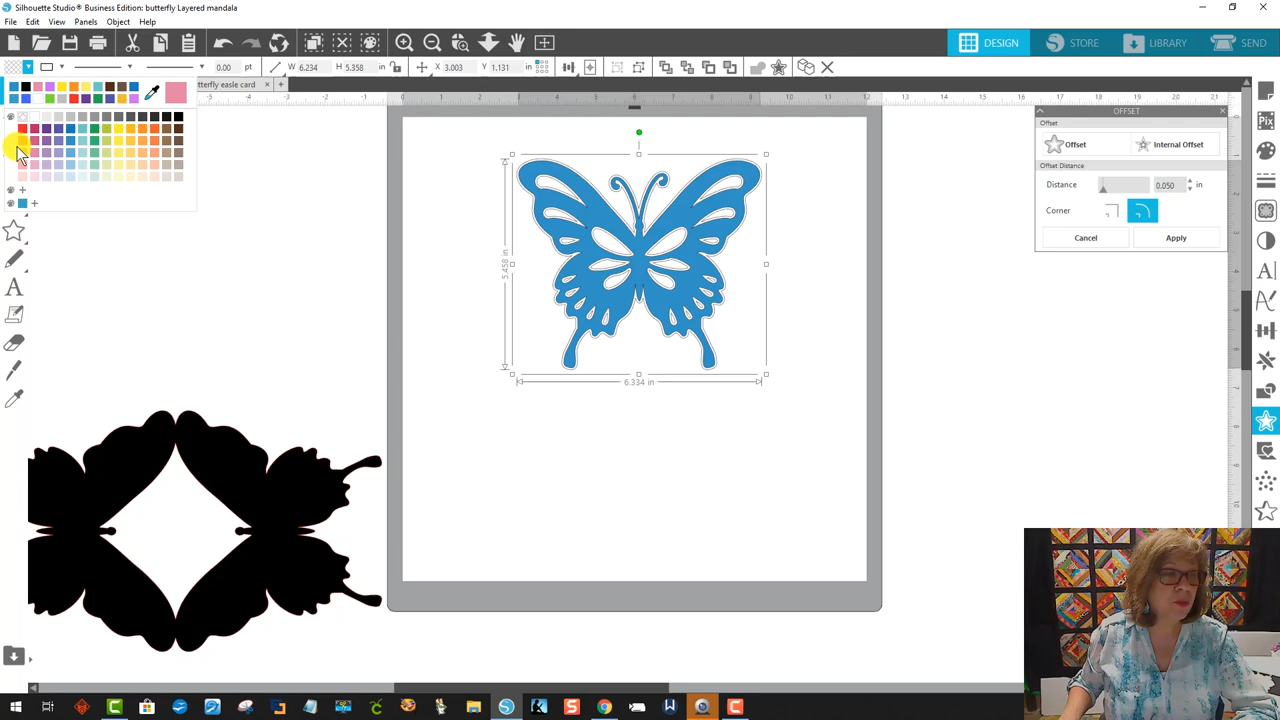 Silhouette Studio® Business Edition: butterfly Layered mandala
File Edit View Panels Object Help
DESIGN STORE LIBRARY SEND
0.00 pt W 6.234 H 5.358 X 3.003 Y 1.131
tterfly easle card
OFFSET
Offset
Offset Internal Offset
Offset Distance
Distance 0.050 in
Corner
Cancel Apply
5.458 in
6.334 in